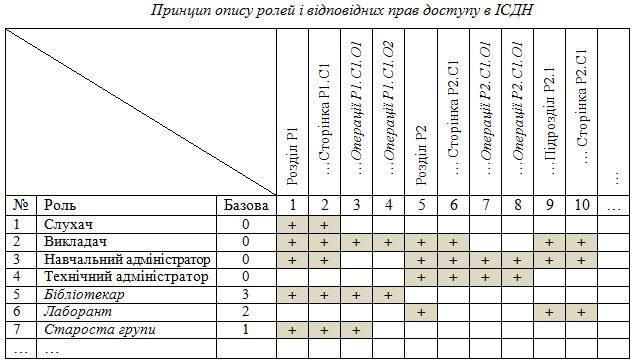 Принцип опису ролей і відповідних прав доступу в ІСДН
Розділ Р1
…Сторінка Р1.С1
…Операції Р1.С1.О1
…Операції Р1.С1.О2
Розділ Р2
… Сторінка Р2.С1
…Операції Р2.С1.О1
…Операції Р2.С1.О1
…Підрозділ Р2.1
… Сторінка Р2.С1
…
№ Роль Базова 1 2 3 4 5 6 7 8 9 10 …
1 Слухач 0 + +
2 Викладач 0 + + + + + + + +
3 Навчальний адміністратор 0 + + + + + + + +
4 Технічний адміністратор 0 + + + +
5 Бібліотекар 3 + + + +
6 Лаборант 2 + + +
7 Староста групи 1 + + +
… …